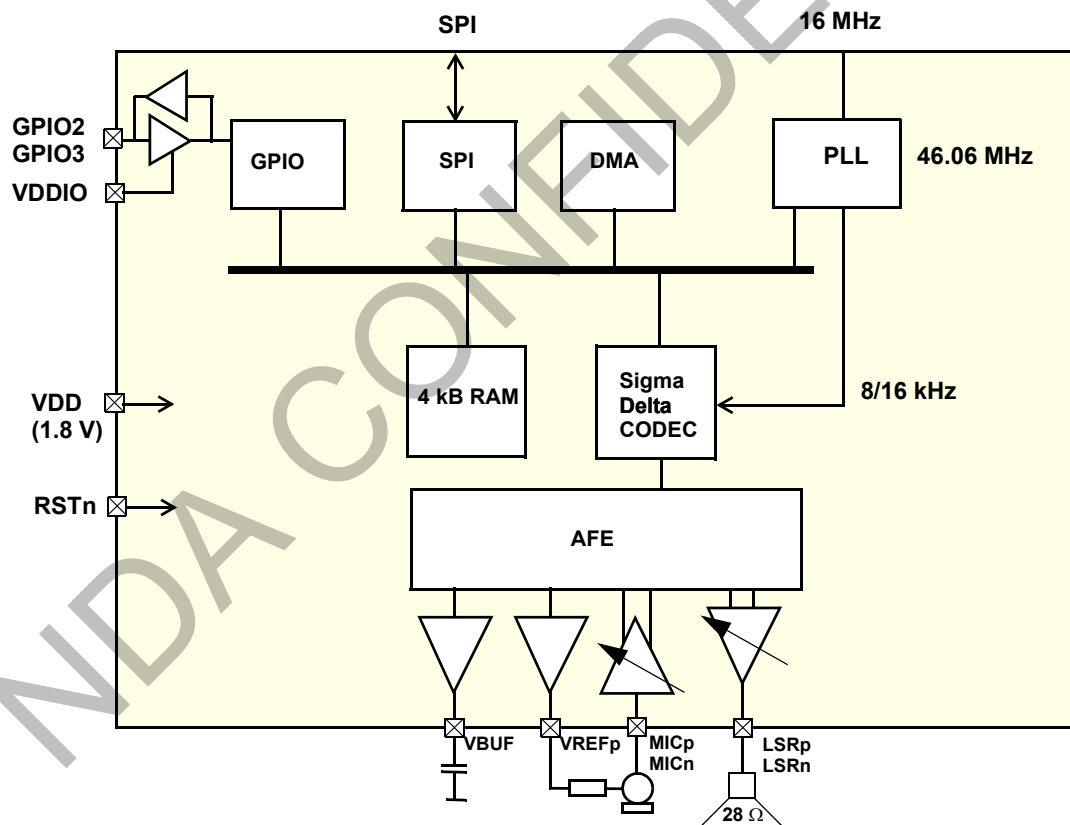 SPI
16 MHz
GPIO2
GPIO3
VDDIO
GPIO
SPI
DMA
PLL
46.06 MHz
VDD
(1.8 V)
4 kB RAM
Sigma
Delta
CODEC
8/16 kHz
RSTn
AFE
VBUF
VREFp
MICp
MICn
LSRp
LSRn
28 Ω
NDA CONFIDE